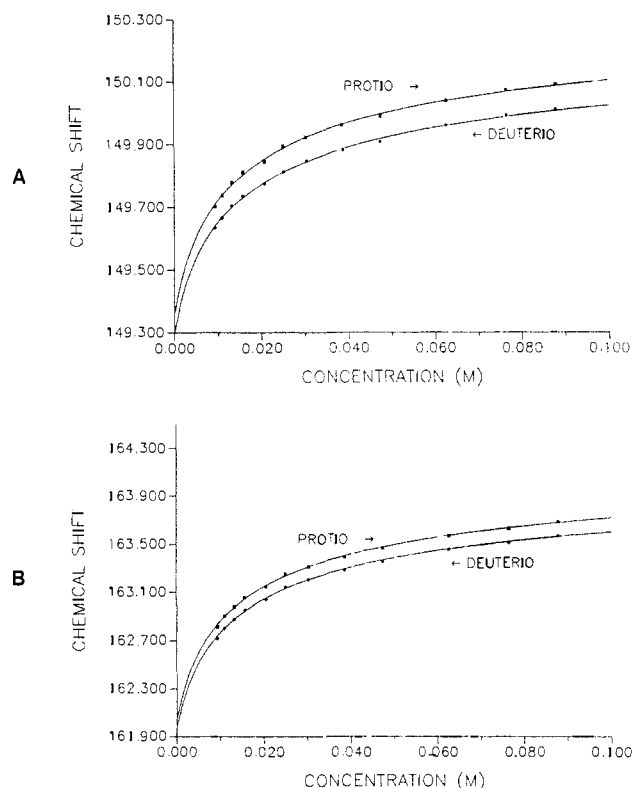 A
CHEMICAL SHIFT
150.300
150.100
149.900
149.700
149.500
149.300
PROTIO →
← DEUTERIO
0.000 0.020 0.040 0.060 0.080 0.100
CONCENTRATION (M)
B
CHEMICAL SHIFT
164.300
163.900
163.500
163.100
162.700
162.300
161.900
PROTIO →
← DEUTERIO
0.000 0.020 0.040 0.060 0.080 0.100
CONCENTRATION (M)